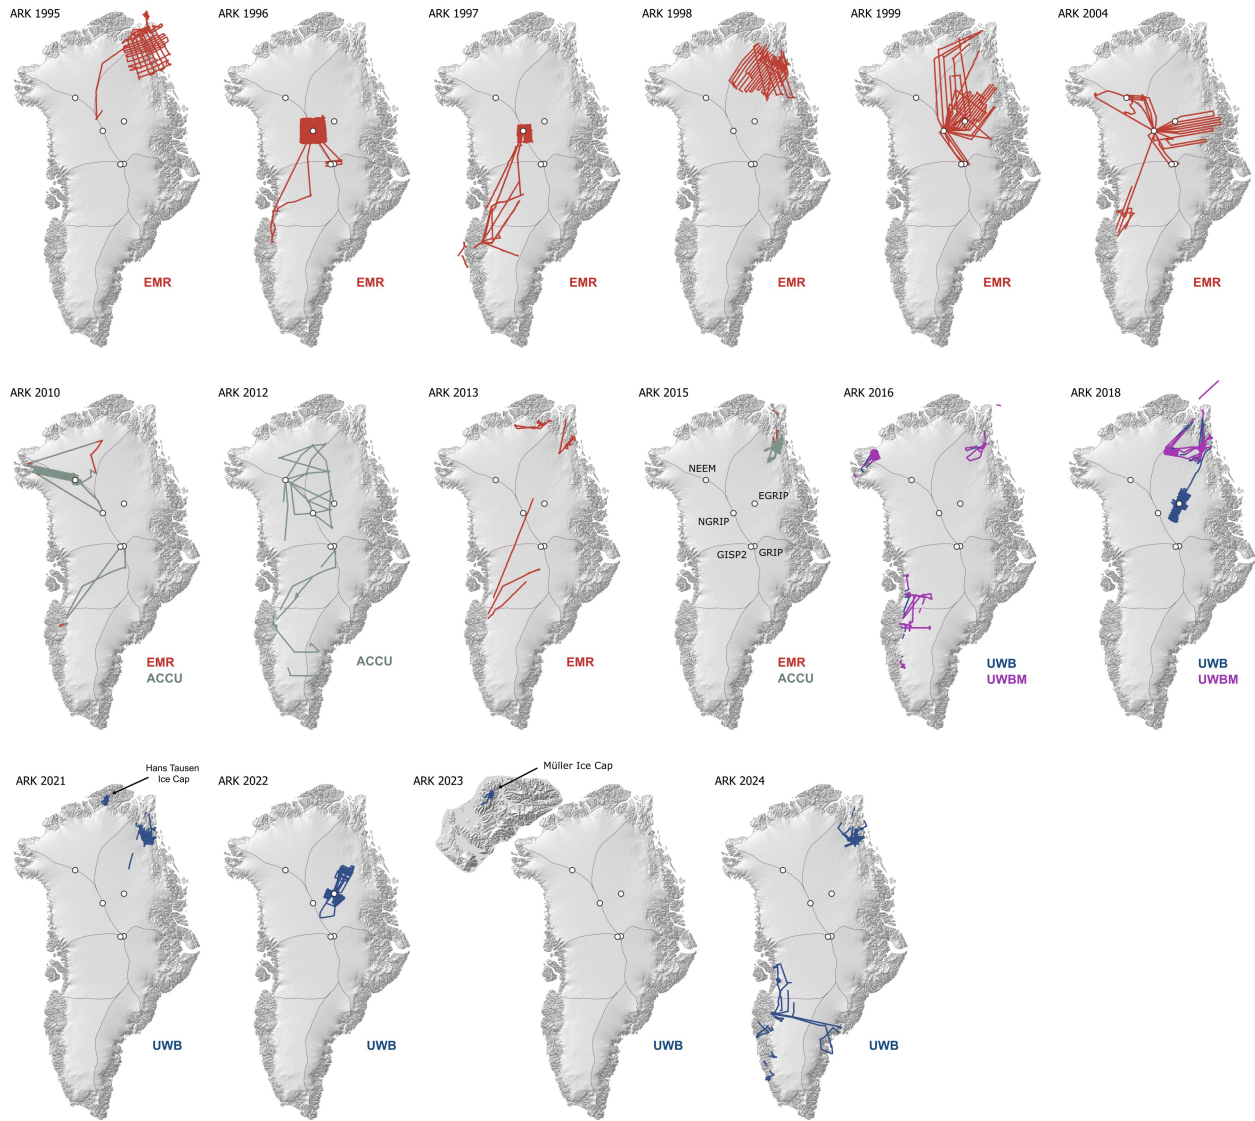 ARK 1995
ARK 1996
ARK 1997
ARK 1998
ARK 1999
ARK 2004
EMR
EMR
EMR
EMR
EMR
EMR
ARK 2010
ARK 2012
ARK 2013
ARK 2015
ARK 2016
ARK 2018
NEEM
EGRIP
NGRIP
GISP2
GRIP
EMR
ACCU
ACCU
EMR
EMR
ACCU
UWB
UWBM
UWB
UWBM
Hans Tausen
Ice Cap
Müller Ice Cap
ARK 2021
ARK 2022
ARK 2023
ARK 2024
UWB
UWB
UWB
UWB